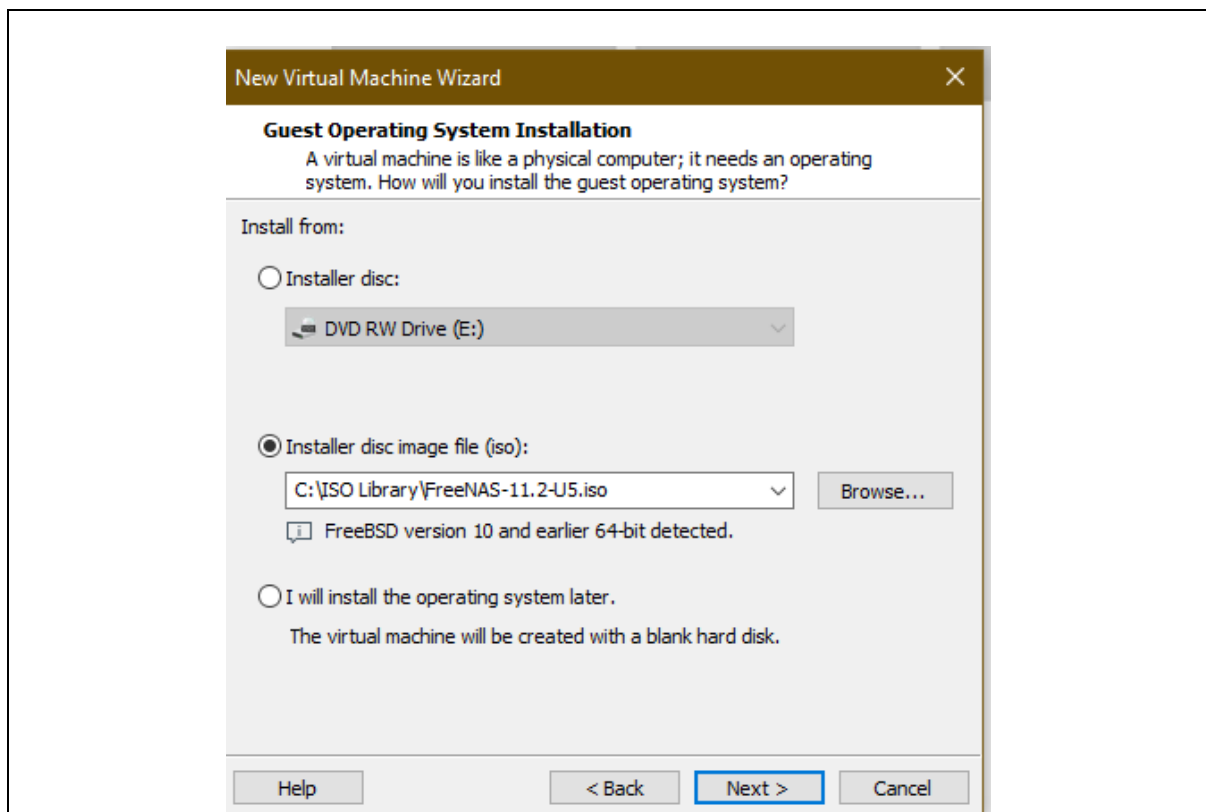 New Virtual Machine Wizard
Guest Operating System Installation
A virtual machine is like a physical computer; it needs an operating
system. How will you install the guest operating system?
Install from:
Installer disc:
DVD RW Drive (E:)
Installer disc image file (iso):
C:\ISO Library\FreeNAS-11.2-U5.iso
Browse...
FreeBSD version 10 and earlier 64-bit detected.
I will install the operating system later.
The virtual machine will be created with a blank hard disk.
Help
< Back
Next >
Cancel